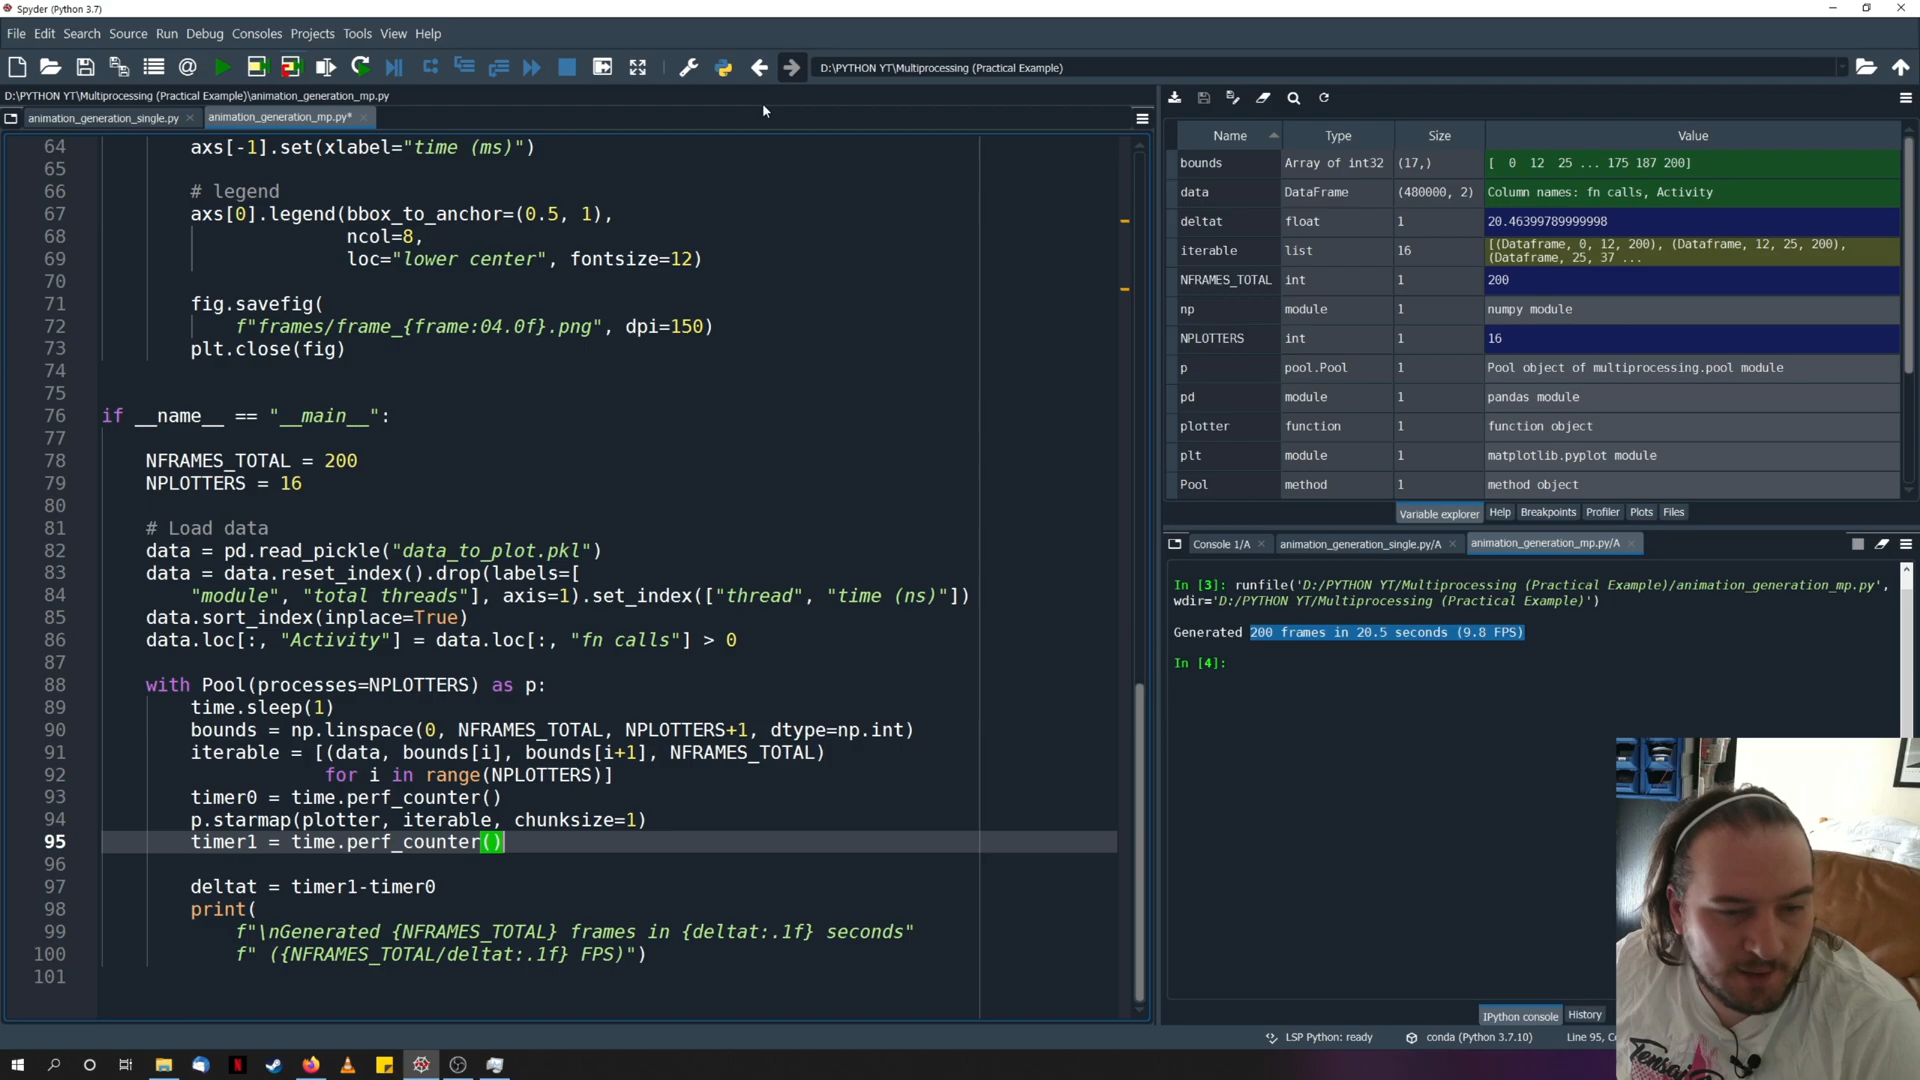 Spyder (Python 3.7)
File Edit Search Source Run Debug Consoles Projects Tools View Help
D:\PYTHON YT\Multiprocessing (Practical Example)
D:\PYTHON YT\Multiprocessing (Practical Example)\animation_generation_mp.py
animation_generation_single.py
animation_generation_mp.py*
64 axs[-1].set(xlabel="time (ms)")
65
66 # legend
67 axs[0].legend(bbox_to_anchor=(0.5, 1),
68 ncol=8,
69 loc="lower center", fontsize=12)
70
71 fig.savefig(
72 f"frames/frame_{frame:04.0f}.png", dpi=150)
73 plt.close(fig)
74
75
76 if __name__ == "__main__":
77
78 NFRAMES_TOTAL = 200
79 NPLOTTERS = 16
80
81 # Load data
82 data = pd.read_pickle("data_to_plot.pkl")
83 data = data.reset_index().drop(labels=[
84 "module", "total threads"], axis=1).set_index(["thread", "time (ns)"])
85 data.sort_index(inplace=True)
86 data.loc[:, "Activity"] = data.loc[:, "fn calls"] > 0
87
88 with Pool(processes=NPLOTTERS) as p:
89 time.sleep(1)
90 bounds = np.linspace(0, NFRAMES_TOTAL, NPLOTTERS+1, dtype=np.int)
91 iterable = [(data, bounds[i], bounds[i+1], NFRAMES_TOTAL)
92 for i in range(NPLOTTERS)]
93 timer0 = time.perf_counter()
94 p.starmap(plotter, iterable, chunksize=1)
95 timer1 = time.perf_counter()
96
97 deltat = timer1-timer0
98 print(
99 f"\nGenerated {NFRAMES_TOTAL} frames in {deltat:.1f} seconds"
100 f" ({NFRAMES_TOTAL/deltat:.1f} FPS)")
101
Name Type Size Value
bounds Array of int32 (17,) [ 0 12 25 ... 175 187 200]
data DataFrame (480000, 2) Column names: fn calls, Activity
deltat float 1 20.46399789999998
iterable list 16 [(Dataframe, 0, 12, 200), (Dataframe, 12, 25, 200),
(Dataframe, 25, 37 ...
NFRAMES_TOTAL int 1 200
np module 1 numpy module
NPLOTTERS int 1 16
p pool.Pool 1 Pool object of multiprocessing.pool module
pd module 1 pandas module
plotter function 1 function object
plt module 1 matplotlib.pyplot module
Pool method 1 method object
Variable explorer Help Breakpoints Profiler Plots Files
Console 1/A animation_generation_single.py/A animation_generation_mp.py/A
In [3]: runfile('D:/PYTHON YT/Multiprocessing (Practical Example)/animation_generation_mp.py',
wdir='D:/PYTHON YT/Multiprocessing (Practical Example)')
Generated 200 frames in 20.5 seconds (9.8 FPS)
In [4]:
IPython console History
LSP Python: ready conda (Python 3.7.10) Line 95,